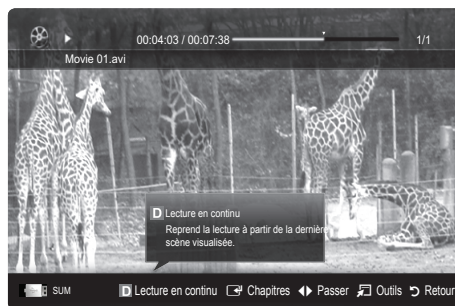 00:04:03 / 00:07:38 1/1
Movie 01.avi
D Lecture en continu
Reprend la lecture à partir de la dernière
scène visualisée.
SUM D Lecture en continu Chapitres Passer Outils Retour